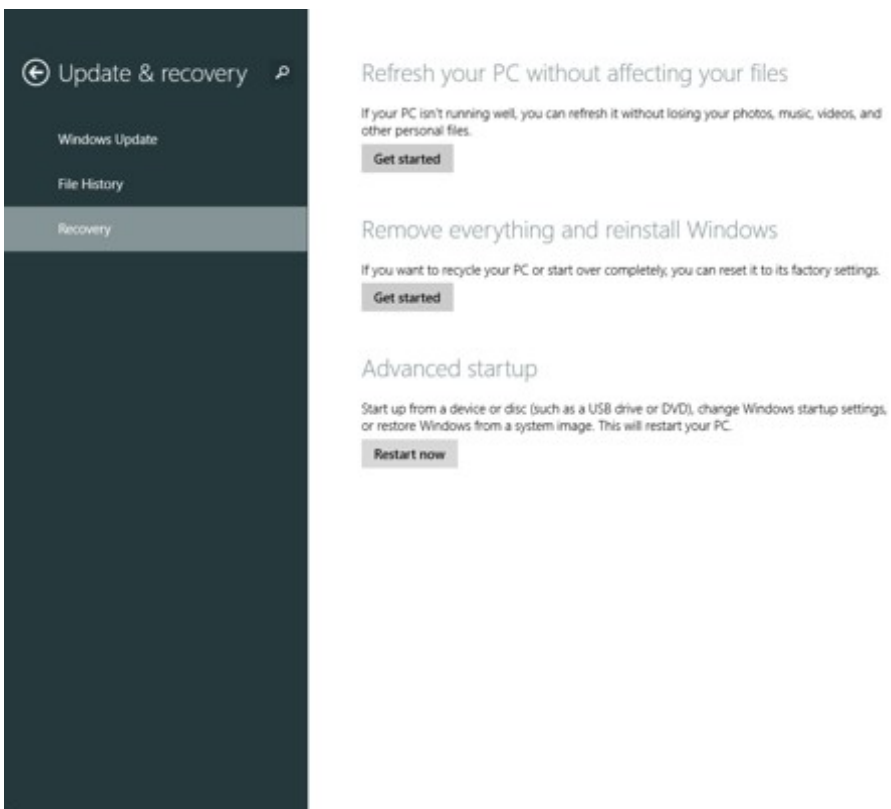 Update & recovery
Windows Update
File History
Recovery
Refresh your PC without affecting your files
If your PC isn't running well, you can refresh it without losing your photos, music, videos, and
other personal files.
Get started
Remove everything and reinstall Windows
If you want to recycle your PC or start over completely, you can reset it to its factory settings.
Get started
Advanced startup
Start up from a device or disc (such as a USB drive or DVD), change Windows startup settings,
or restore Windows from a system image. This will restart your PC.
Restart now